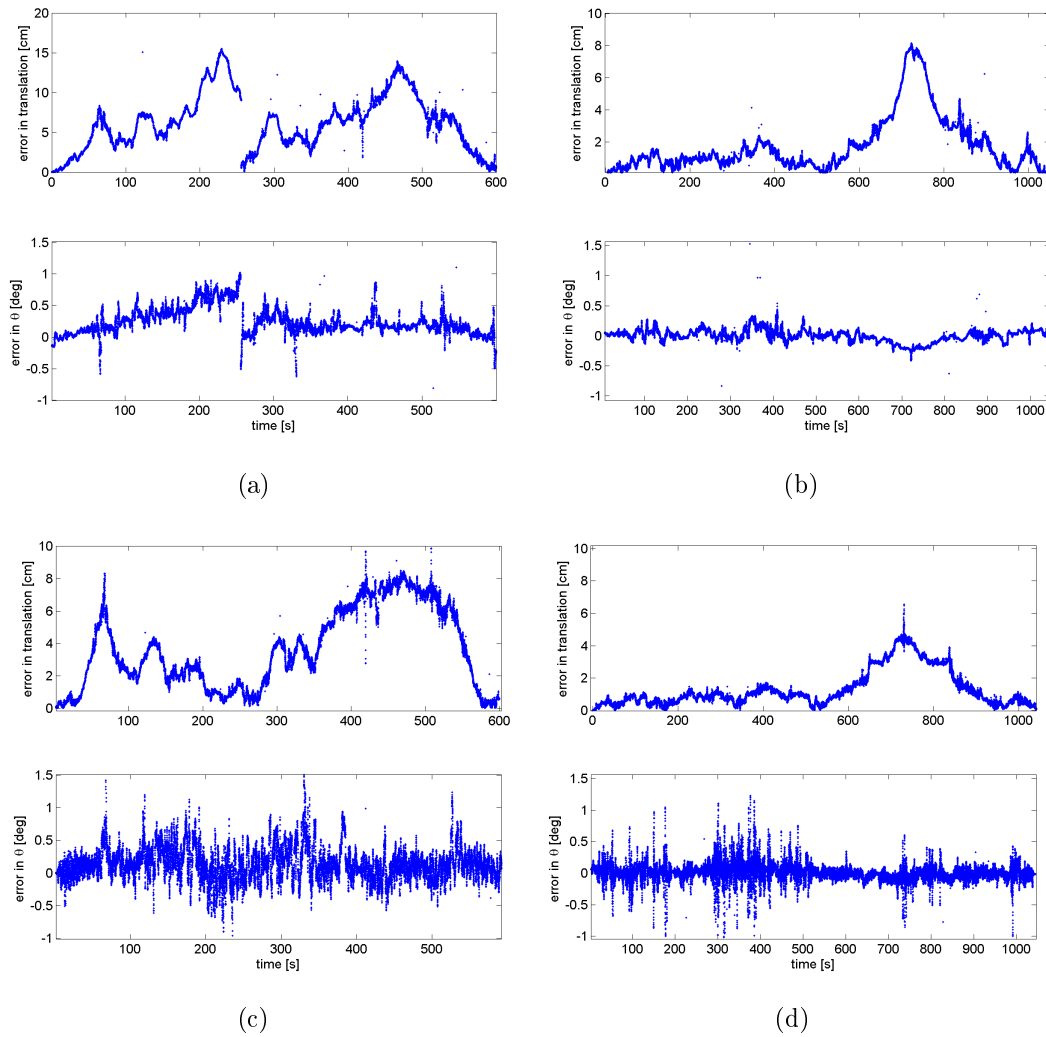 error in translation [cm]
20
15
10
5
0
0 100 200 300 400 500 600
error in θ [deg]
1.5
1
0.5
0
-0.5
-1
100 200 300 400 500
time [s]
(a)
error in translation [cm]
10
8
6
4
2
0 200 400 600 800 1000
error in θ [deg]
1.5
1
0.5
0
-0.5
-1
100 200 300 400 500 600 700 800 900 1000
time [s]
(b)
error in translation [cm]
10
8
6
4
2
0
100 200 300 400 500 600
error in θ [deg]
1.5
1
0.5
0
-0.5
-1
100 200 300 400 500
time [s]
(c)
error in translation [cm]
10
8
6
4
2
0
0 200 400 600 800 1000
error in θ [deg]
1.5
1
0.5
0
-0.5
-1
100 200 300 400 500 600 700 800 900 1000
time [s]
(d)